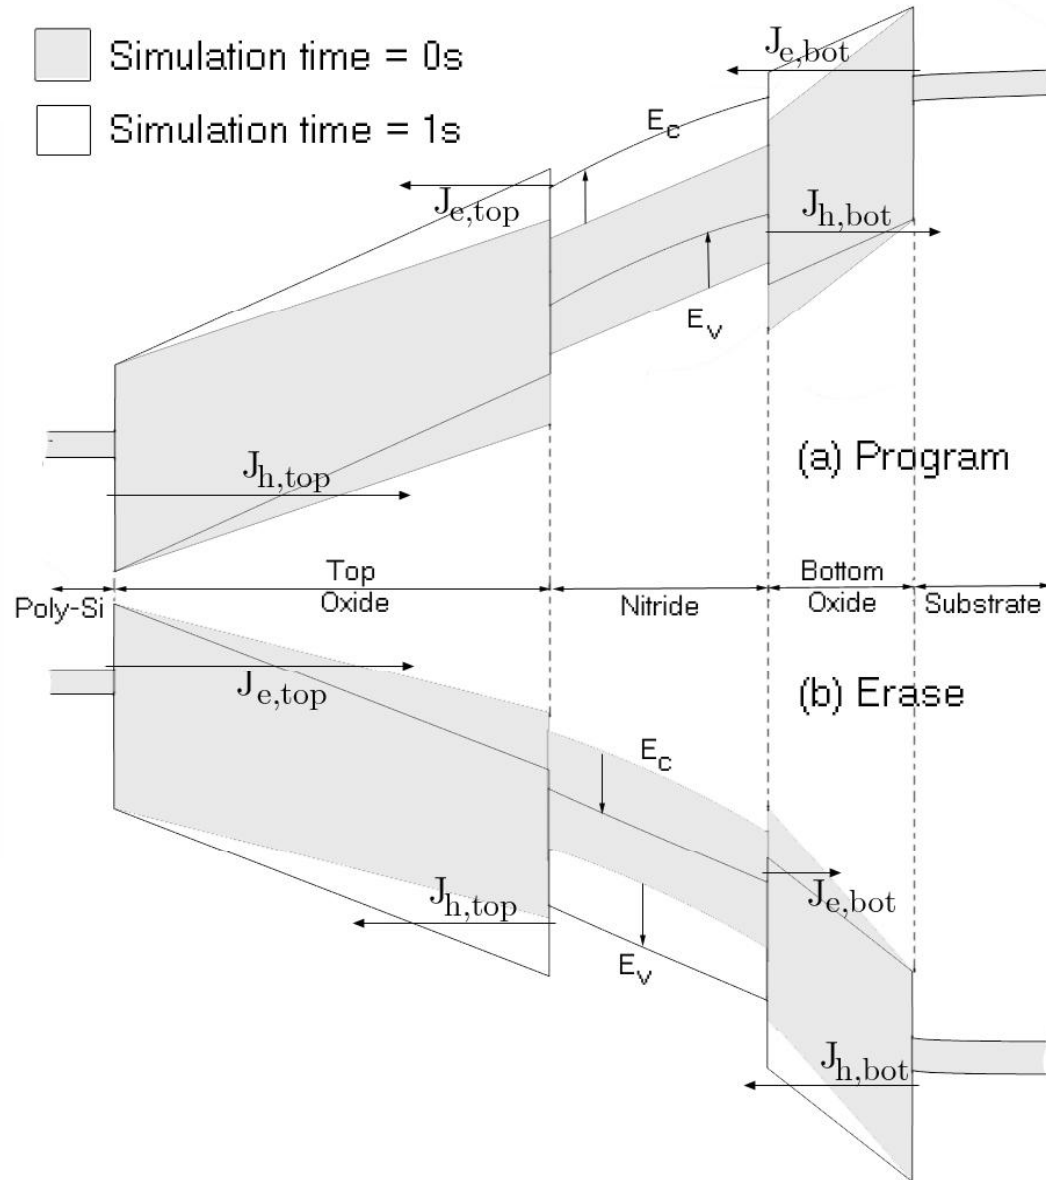 Simulation time = 0s
Simulation time = 1s
J_e,bot
E_c
J_e,top
J_h,bot
E_v
(a) Program
J_h,top
Top
Oxide
Bottom
Oxide
Poly-Si
Nitride
Substrate
J_e,top
(b) Erase
E_c
J_e,bot
J_h,top
E_v
J_h,bot